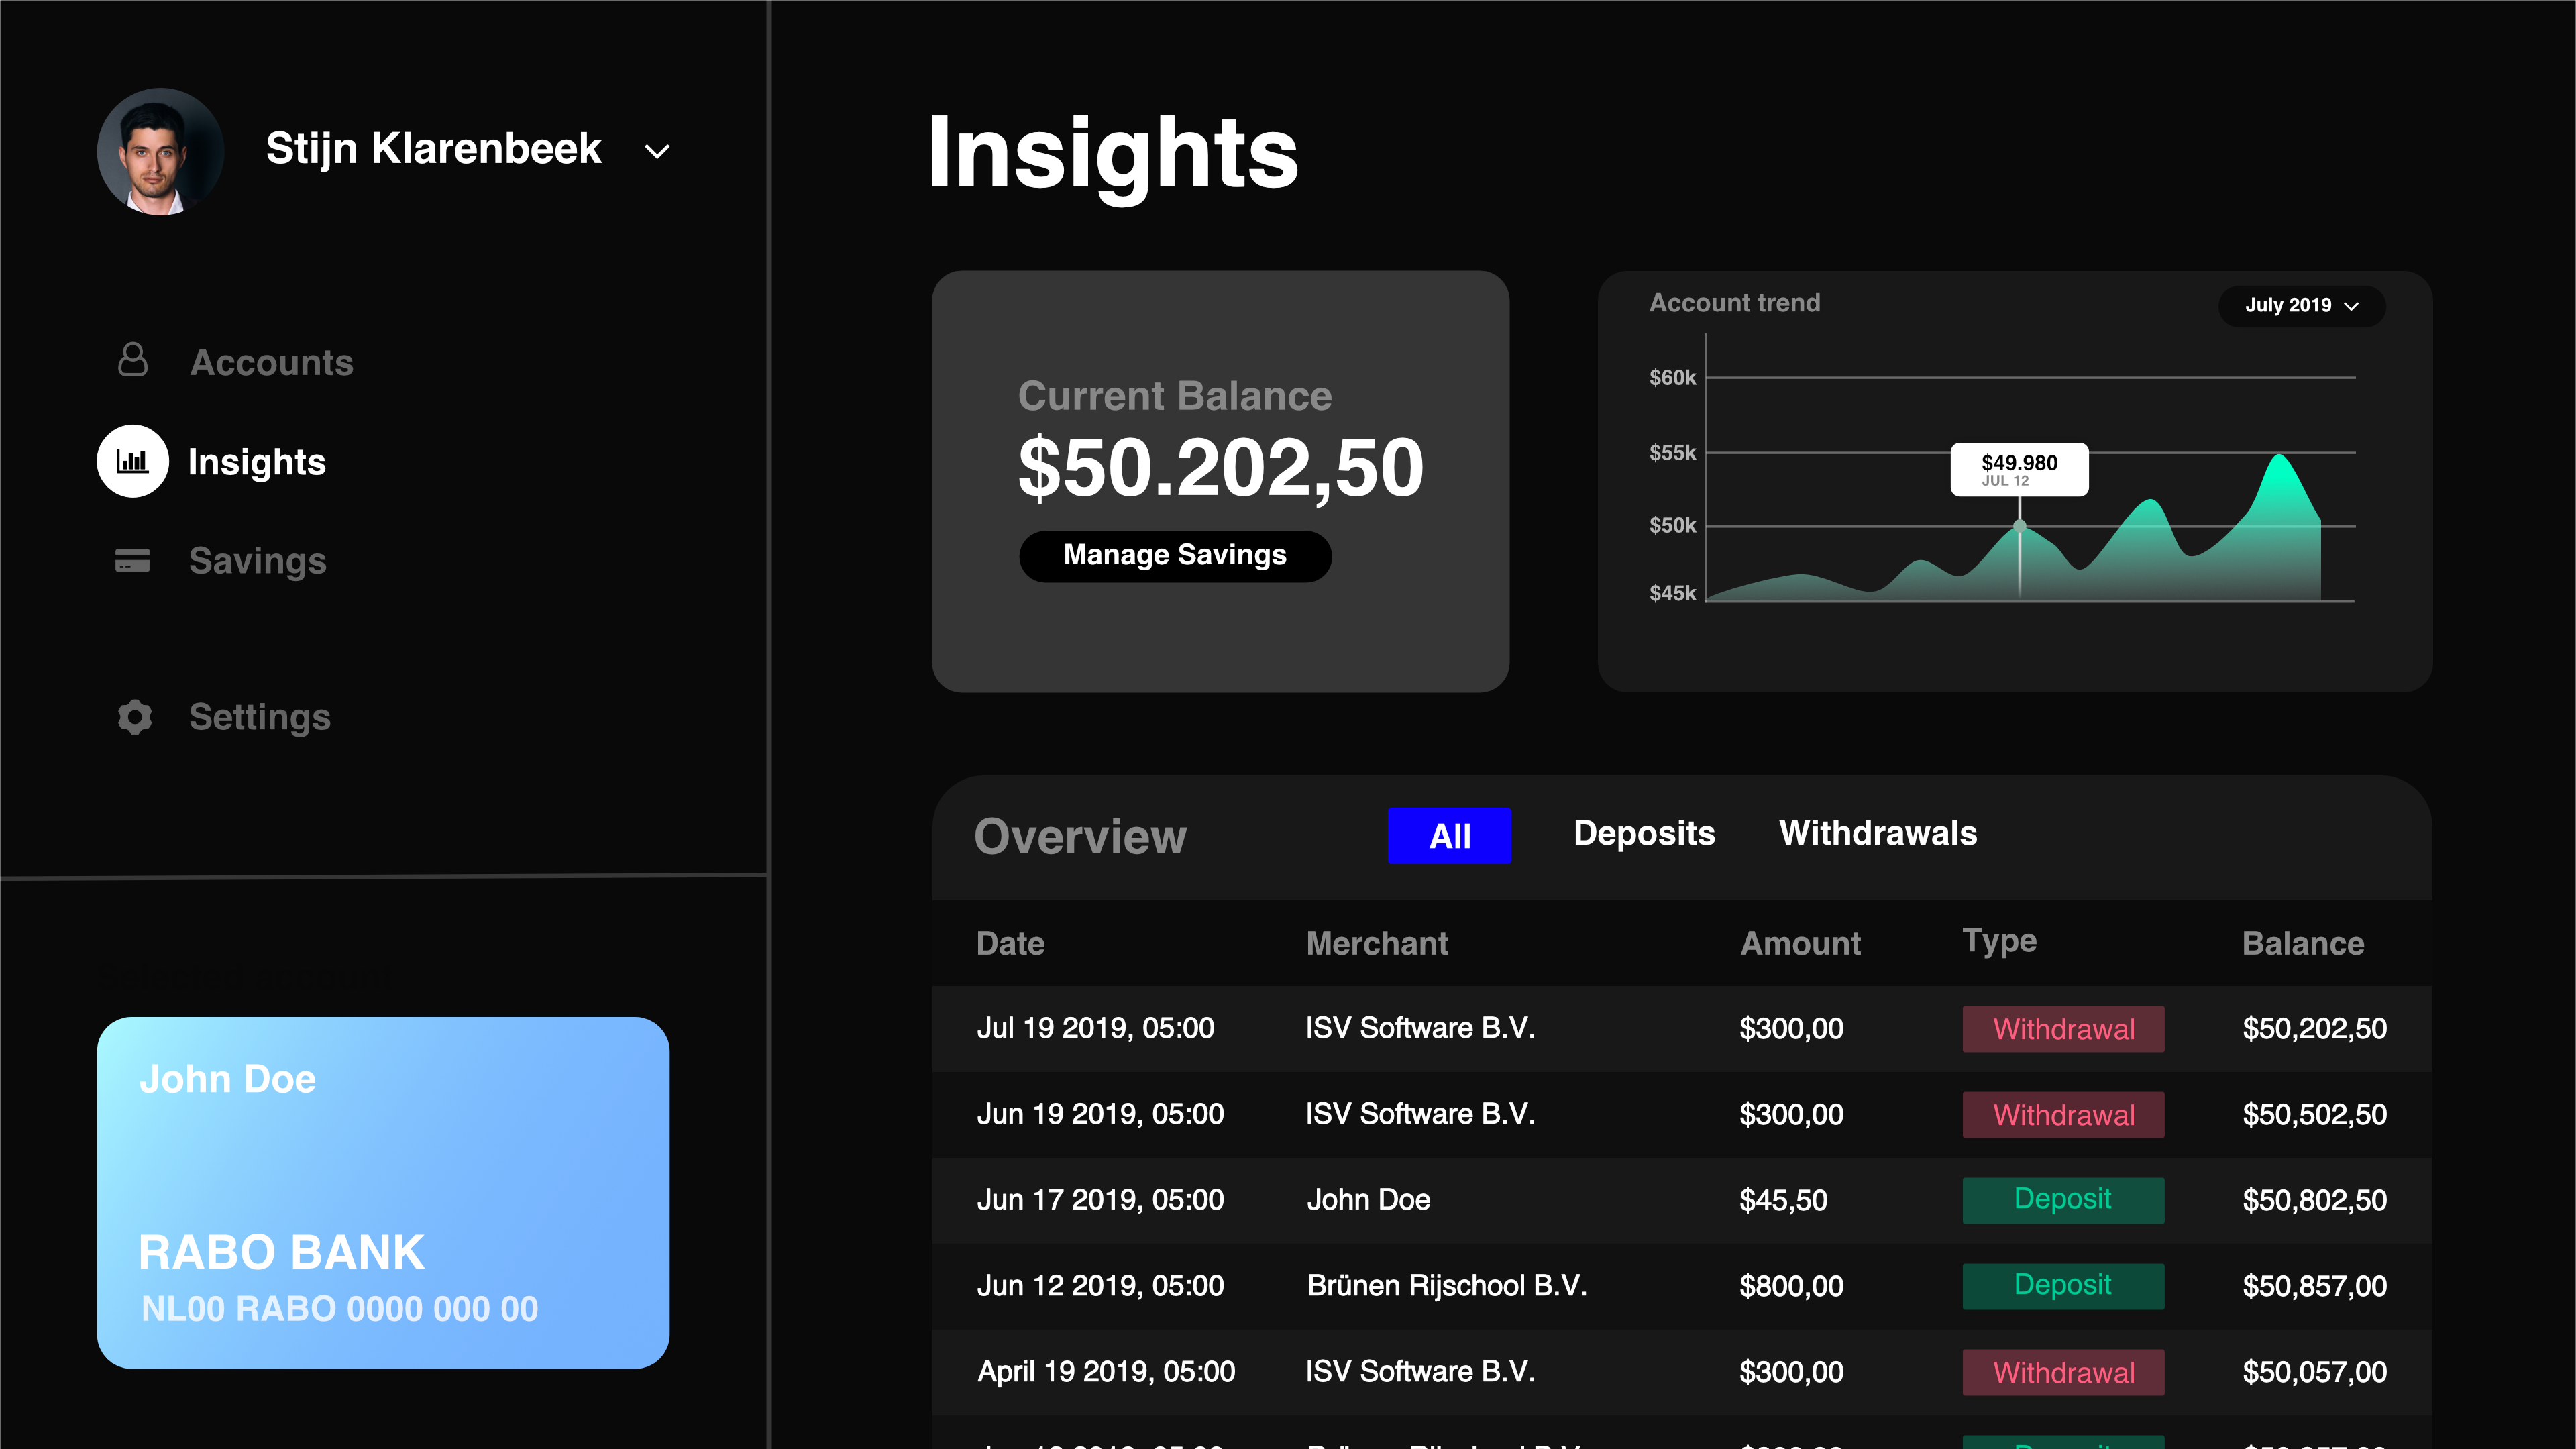 Stijn Klarenbeek
Accounts
Insights
Savings
Settings
John Doe
RABO BANK
NL00 RABO 0000 000 00
Insights
Current Balance
$50.202,50
Manage Savings
Account trend
July 2019
$60k
$55k
$50k
$45k
$49.980
JUL 12
Overview All Deposits Withdrawals
Date Merchant Amount Type Balance
Jul 19 2019, 05:00 ISV Software B.V. $300,00 Withdrawal $50,202,50
Jun 19 2019, 05:00 ISV Software B.V. $300,00 Withdrawal $50,502,50
Jun 17 2019, 05:00 John Doe $45,50 Deposit $50,802,50
Jun 12 2019, 05:00 Brünen Rijschool B.V. $800,00 Deposit $50,857,00
April 19 2019, 05:00 ISV Software B.V. $300,00 Withdrawal $50,057,00